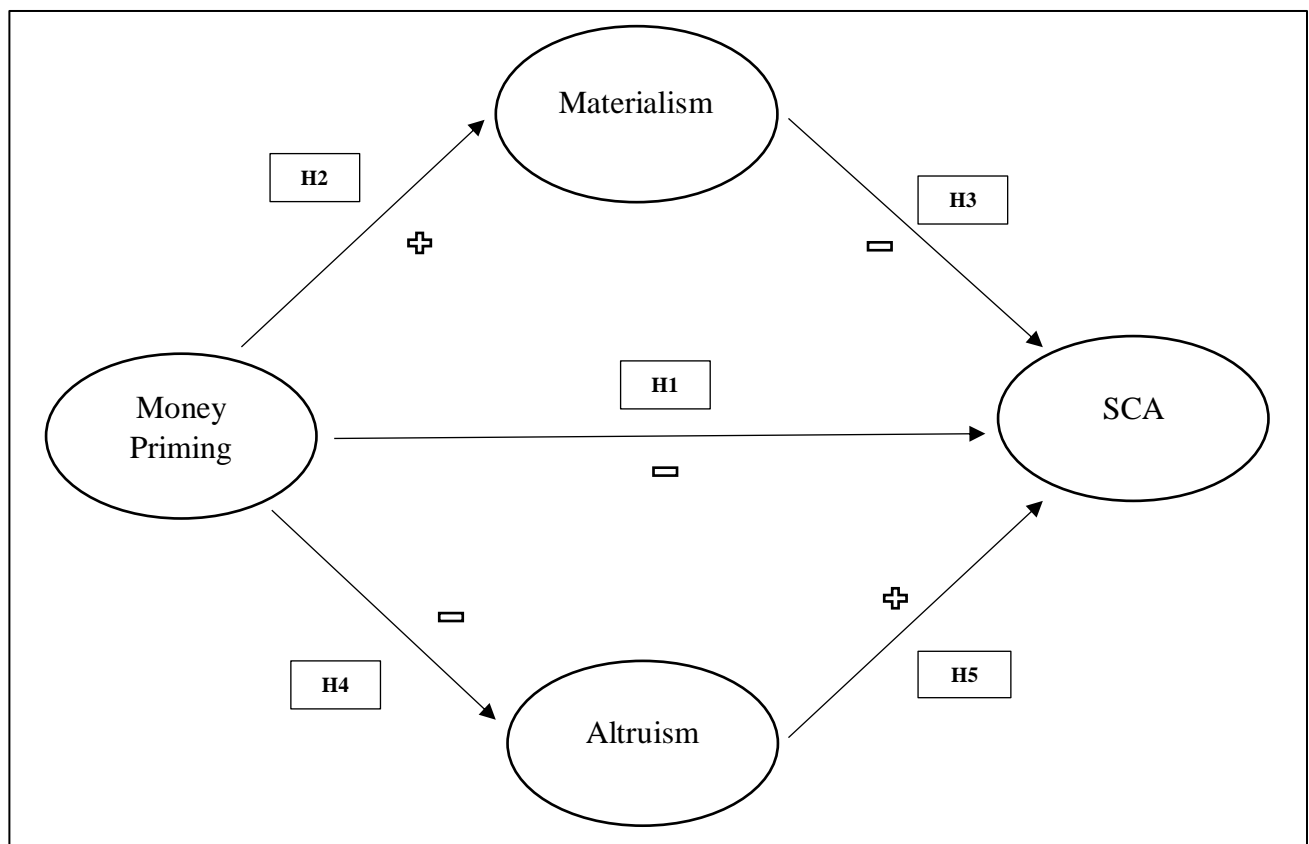 Materialism
H2
H3
H1
Money
Priming
SCA
H4
H5
Altruism